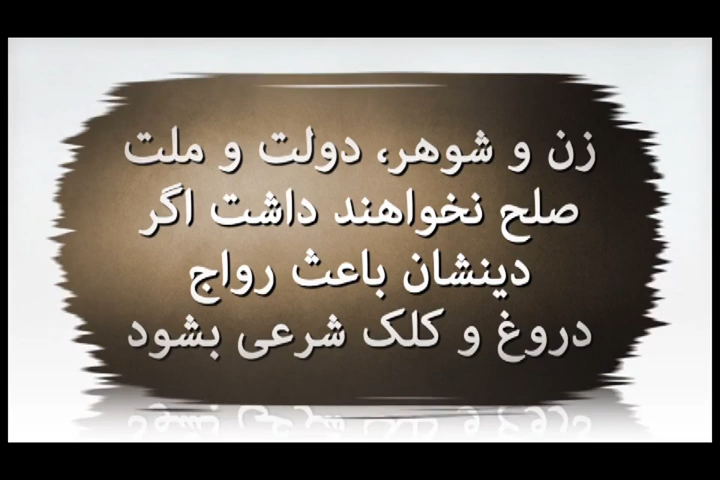 زن و شوهر، دولت و ملت
صلح نخواهند داشت اگر
دینشان باعث رواج
دروغ و کلک شرعی بشود